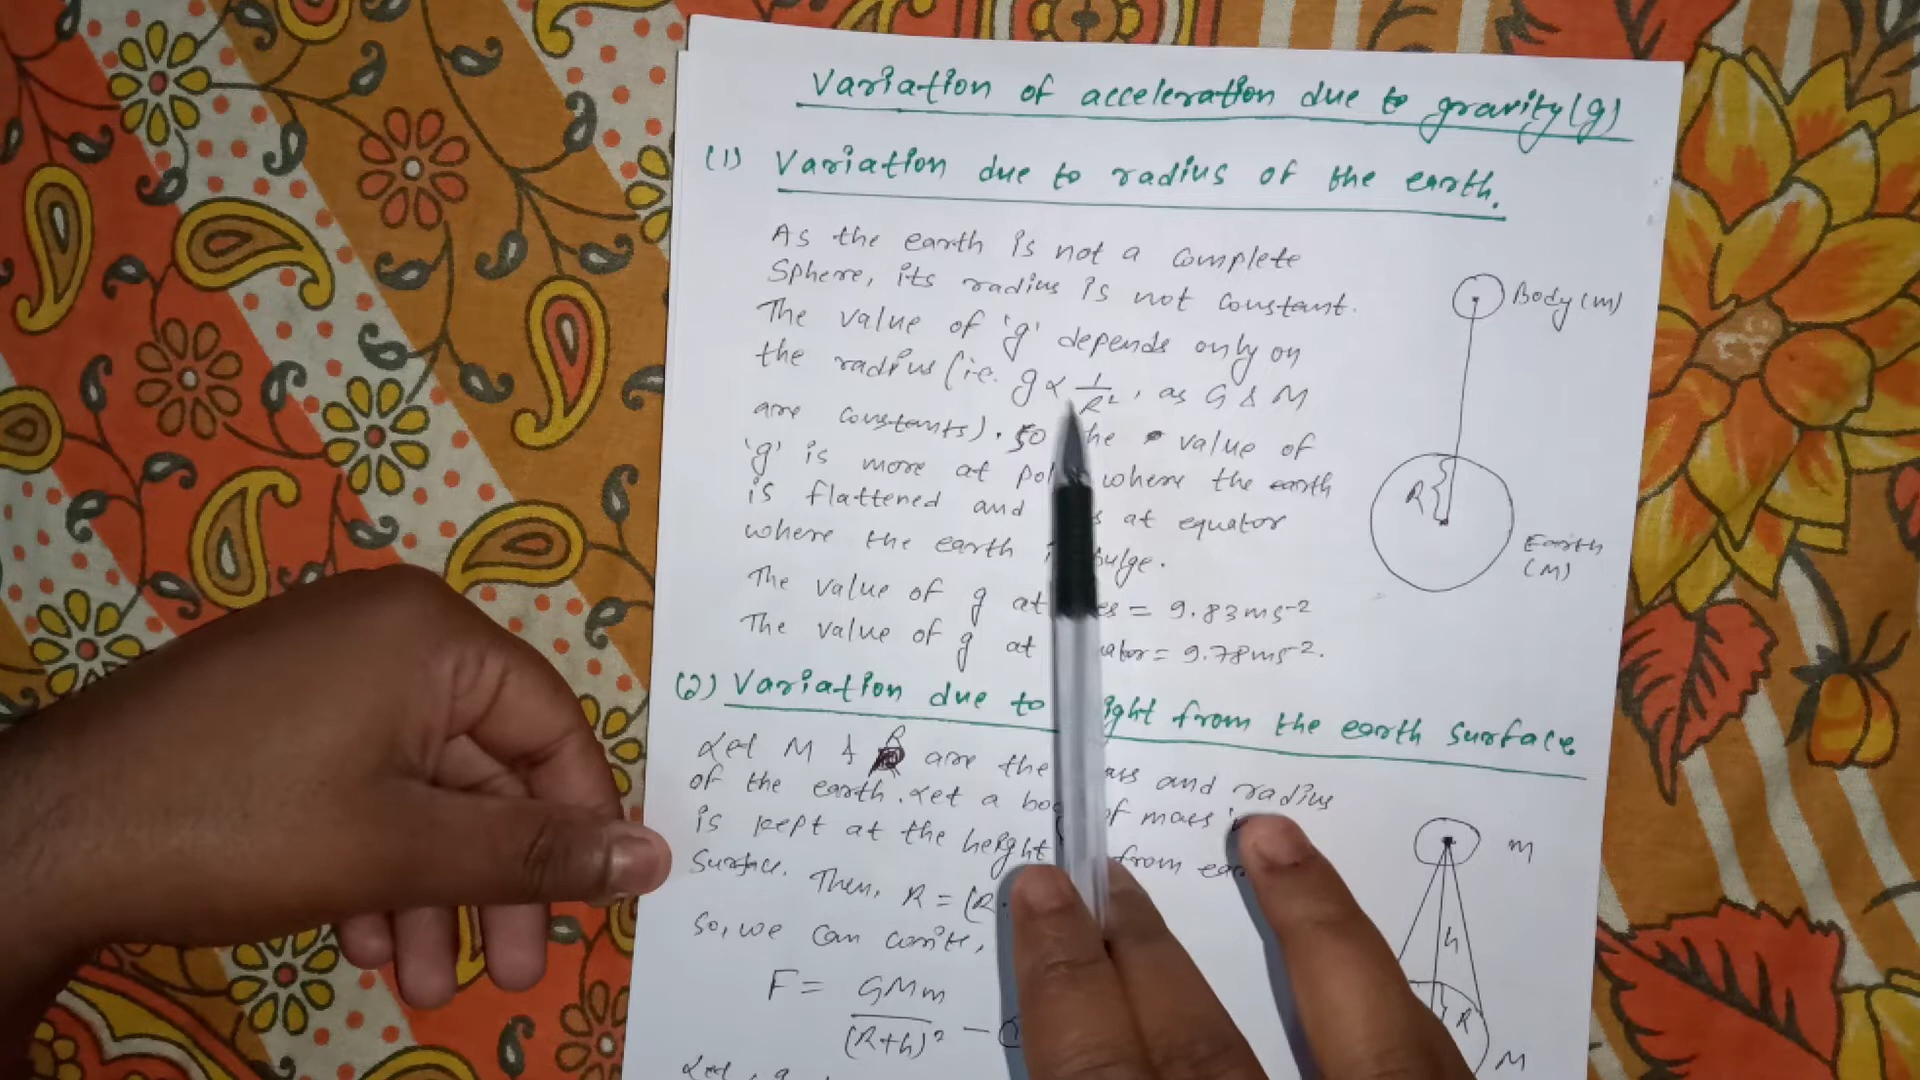 Variation of acceleration due to gravity(g)
(1) Variation due to radius of the earth.
As the earth is not a complete
Sphere, its radius is not constant.
The value of 'g' depends only on
the radius (i.e. g ∝ 1/R², as G & M
are constants). So the value of
'g' is more at where the earth
is flattened and at equator
where the earth bulge.
The value of g at = 9.83ms⁻²
The value of g at = 9.78ms⁻².
(2) Variation due to from the earth surface
Let M & R are the and radius
of the earth. Let a of mass
is kept at the height from
Surface. Then, R = (R
So, we can write,
F = GMm/(R+h)²
Let, g
Body(m)
R
Earth
(M)
m
h
R
M